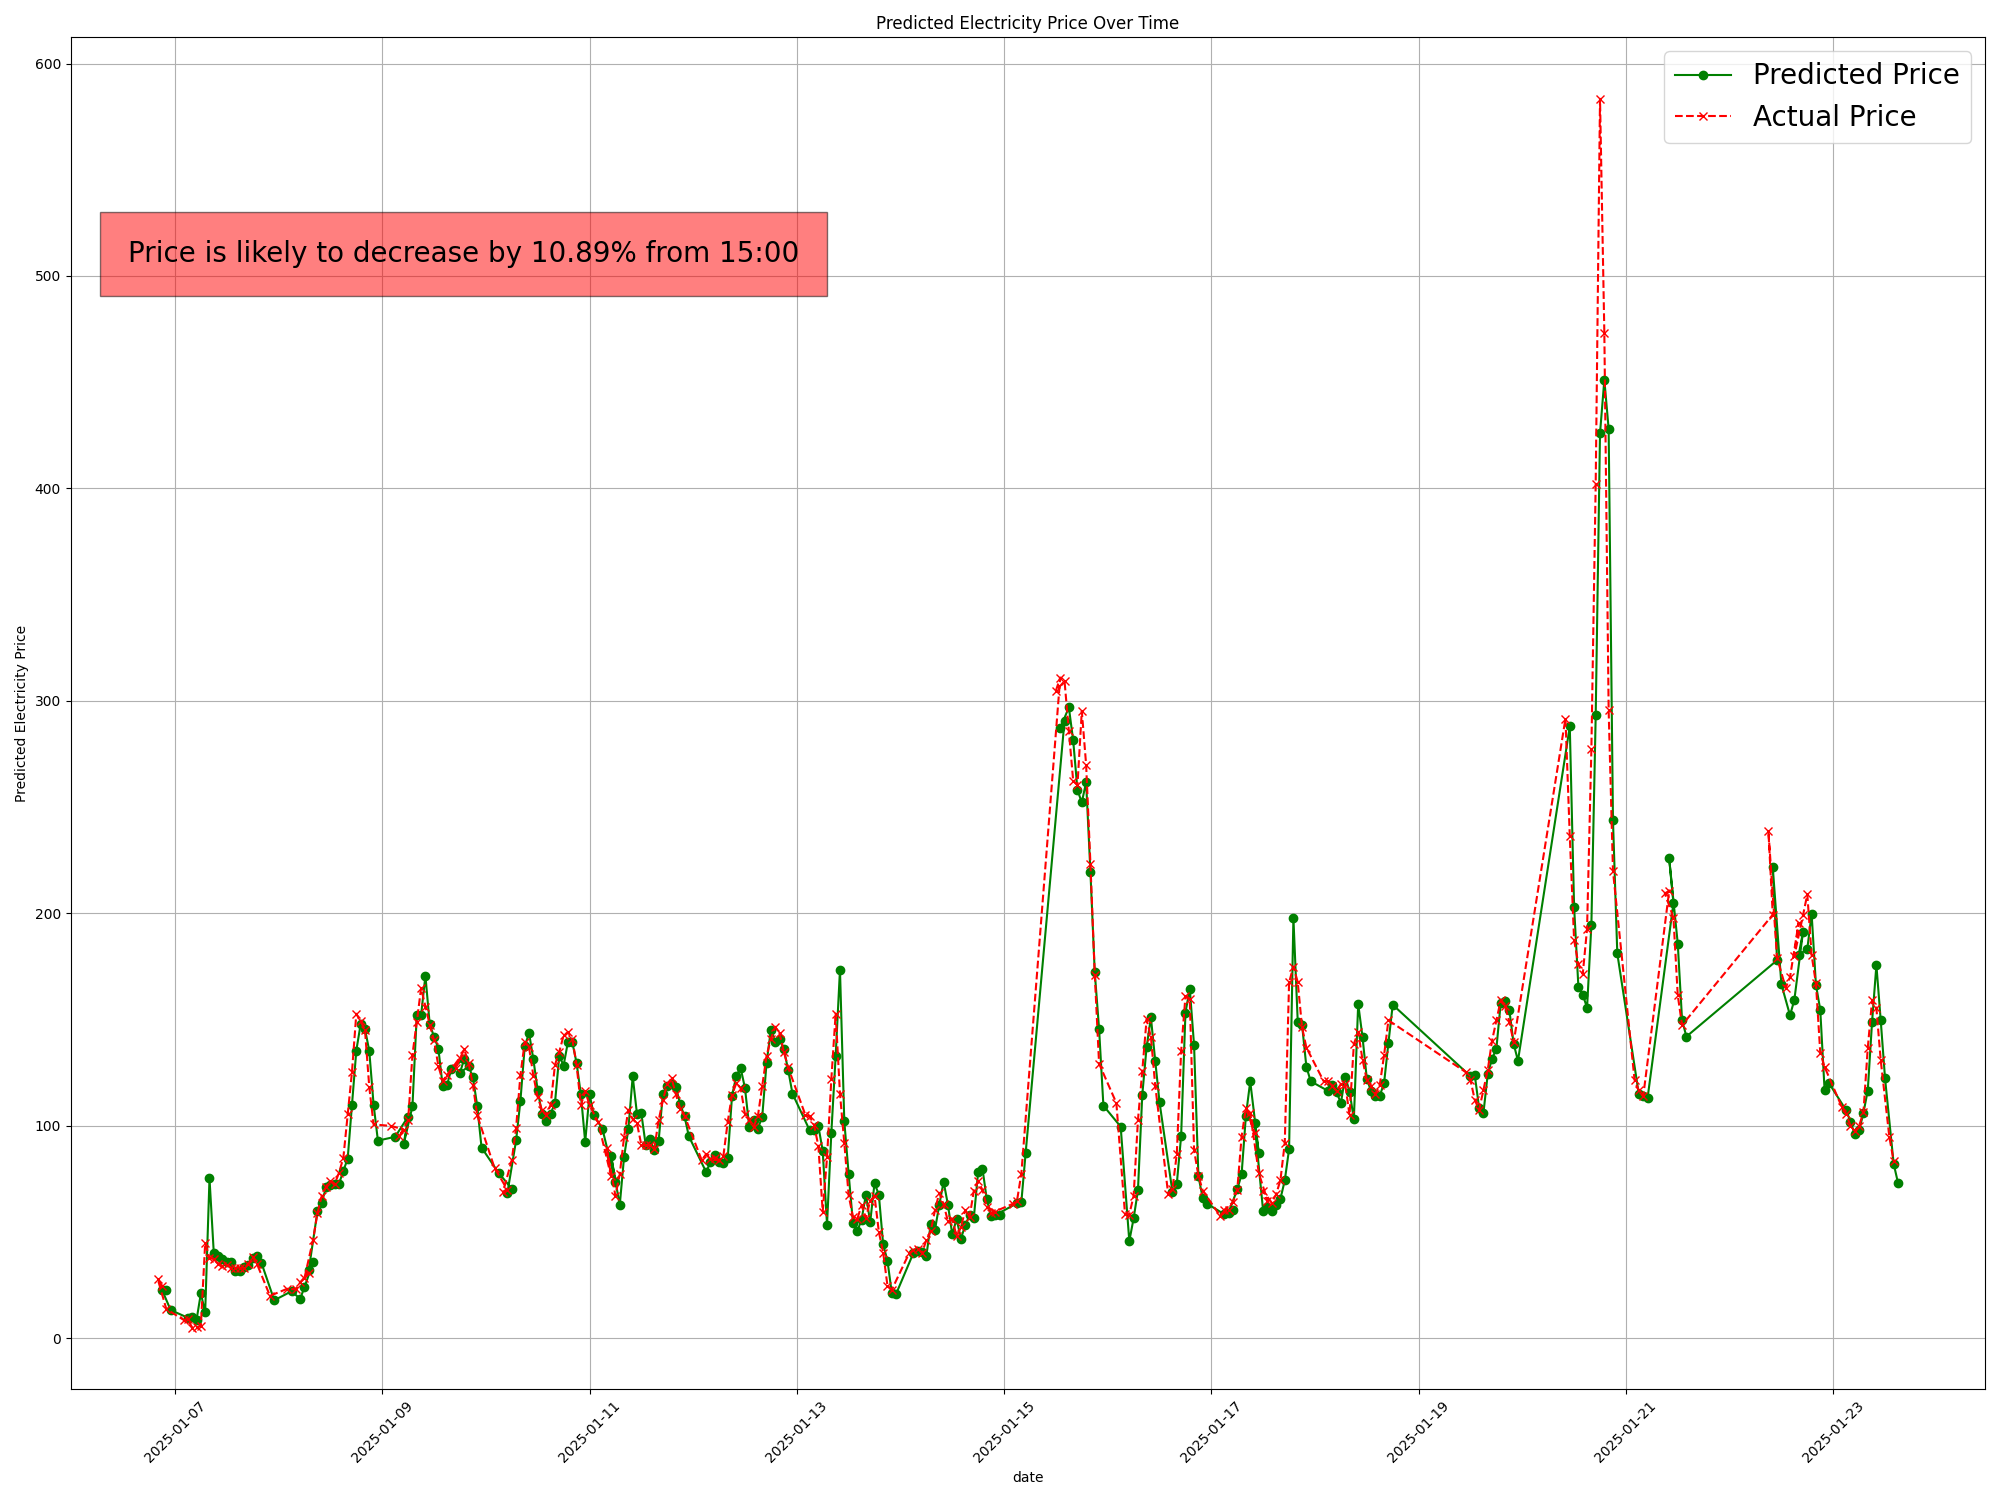 Predicted Electricity Price Over Time
Predicted Price
Actual Price
Price is likely to decrease by 10.89% from 15:00
Predicted Electricity Price
600
500
400
300
200
100
0
2025-01-07
2025-01-09
2025-01-11
2025-01-13
2025-01-15
2025-01-17
2025-01-19
2025-01-21
2025-01-23
date